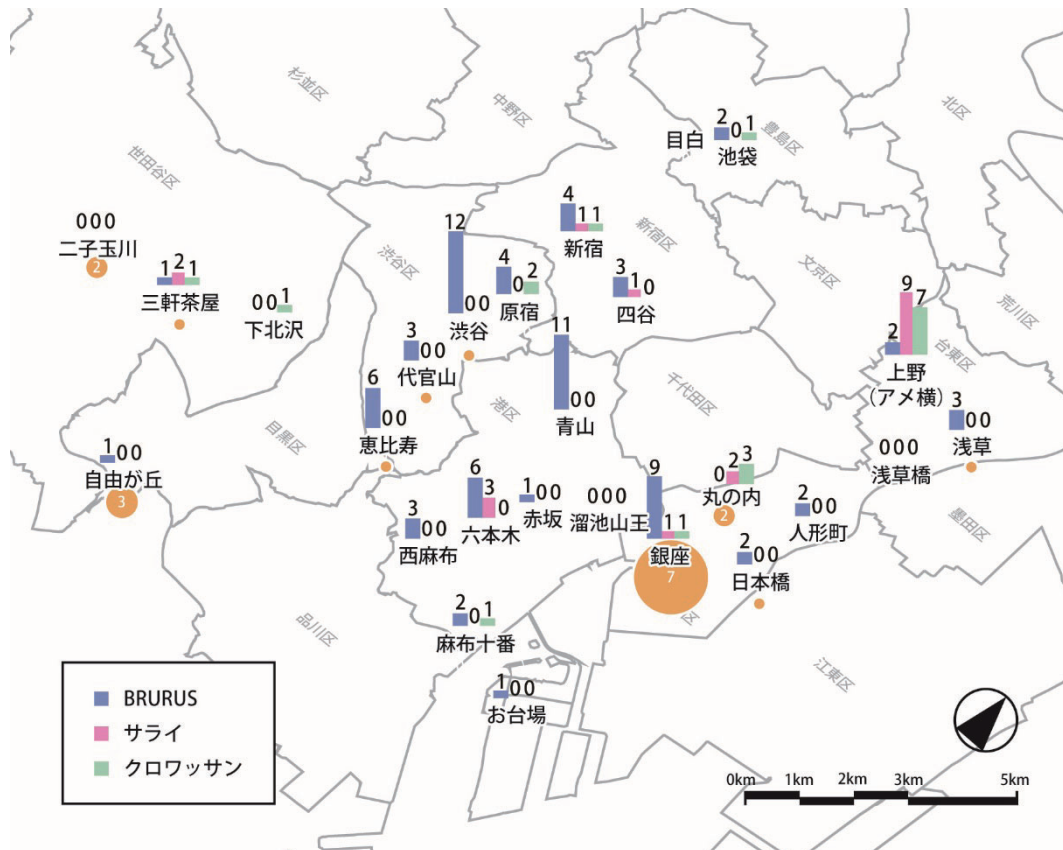 杉並区
中野区
北区
2 0 1
目白
池袋
豊島区
世田谷区
4 1 1
新宿
新宿区
文京区
荒川区
0 0 0
二子玉川
2
1 2 1
三軒茶屋
0 0 1
下北沢
渋谷区
12 0 0
渋谷
4 0 2
原宿
3 1 0
四谷
2 9 7
上野
(アメ横)
台東区
3 0 0
代官山
11 0 0
青山
千代田区
3 0 0
浅草
6 0 0
恵比寿
港区
目黒区
0 0 0
浅草橋
1 0 0
自由が丘
3
6 3 0
六本木
1 0 0
赤坂
0 0 0
溜池山王
9 1 1
銀座
7
0 2 3
丸の内
2
2 0 0
人形町
墨田区
3 0 0
西麻布
2 0 0
日本橋
区
品川区
2 0 1
麻布十番
江東区
1 0 0
お台場
BRURUS
サライ
クロワッサン
0km 1km 2km 3km 5km